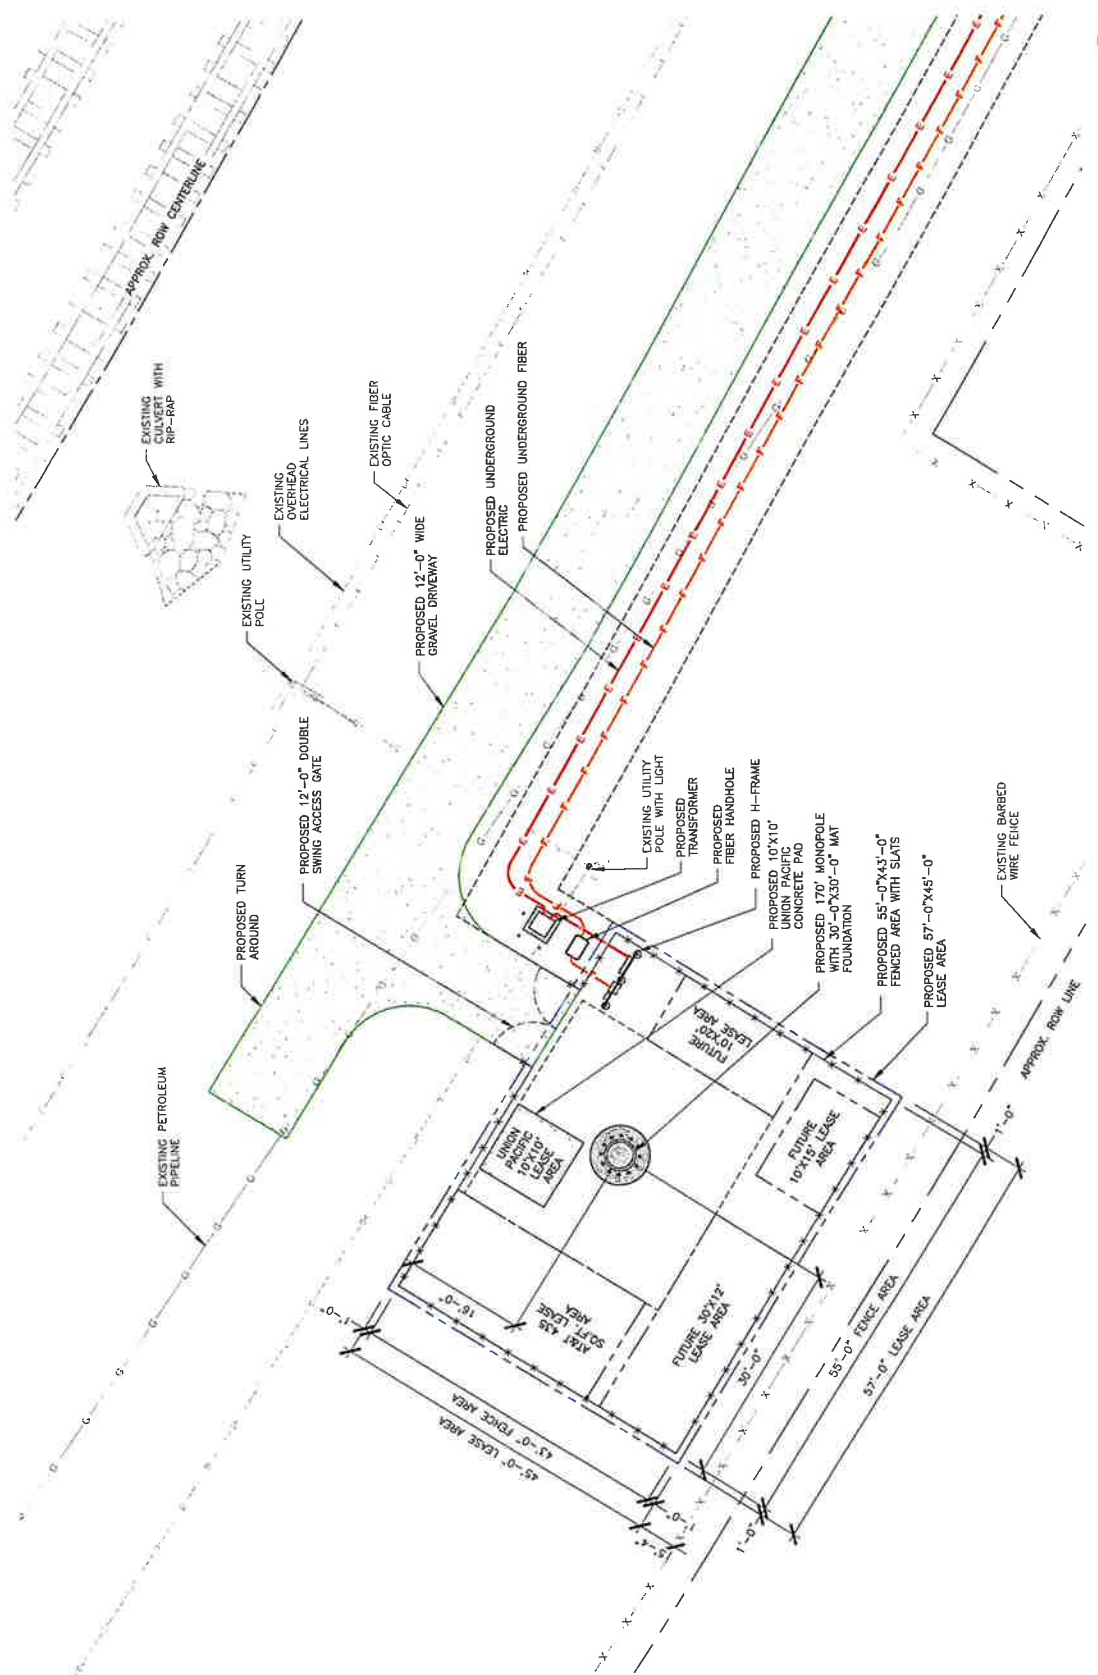 APPROX. ROW CENTERLINE
EXISTING
CULVERT WITH
RIP-RAP
EXISTING FIBER
OPTIC CABLE
EXISTING
OVERHEAD
ELECTRICAL LINES
EXISTING UTILITY
POLE
PROPOSED 12'-0" WIDE
GRAVEL DRIVEWAY
PROPOSED UNDERGROUND
ELECTRIC
PROPOSED UNDERGROUND FIBER
PROPOSED 12'-0" DOUBLE
SWING ACCESS GATE
PROPOSED TURN
AROUND
EXISTING PETROLEUM
PIPELINE
EXISTING UTILITY
POLE WITH LIGHT
PROPOSED
TRANSFORMER
PROPOSED
FIBER HANDHOLE
PROPOSED H-FRAME
PROPOSED 10'X10'
UNION PACIFIC
CONCRETE PAD
PROPOSED 170' MONOPOLE
WITH 30'-0"X30'-0" MAT
FOUNDATION
PROPOSED 55'-0"X43'-0"
FENCED AREA WITH SLATS
PROPOSED 57'-0"X45'-0"
LEASE AREA
EXISTING BARBED
WIRE FENCE
APPROX. ROW LINE
FUTURE
10'X20'
LEASE AREA
UNION
PACIFIC
10'X10'
LEASE
AREA
FUTURE
10'X15' LEASE
AREA
AT&T 435
SQ.FT. LEASE
AREA
FUTURE 30'X12'
LEASE AREA
16'-0"
1'-0"
43'-0" FENCE AREA
45'-0" LEASE AREA
1'-0"
15'-4"
30'-0"
55'-0" FENCE AREA
57'-0" LEASE AREA
1'-0"
1'-0"